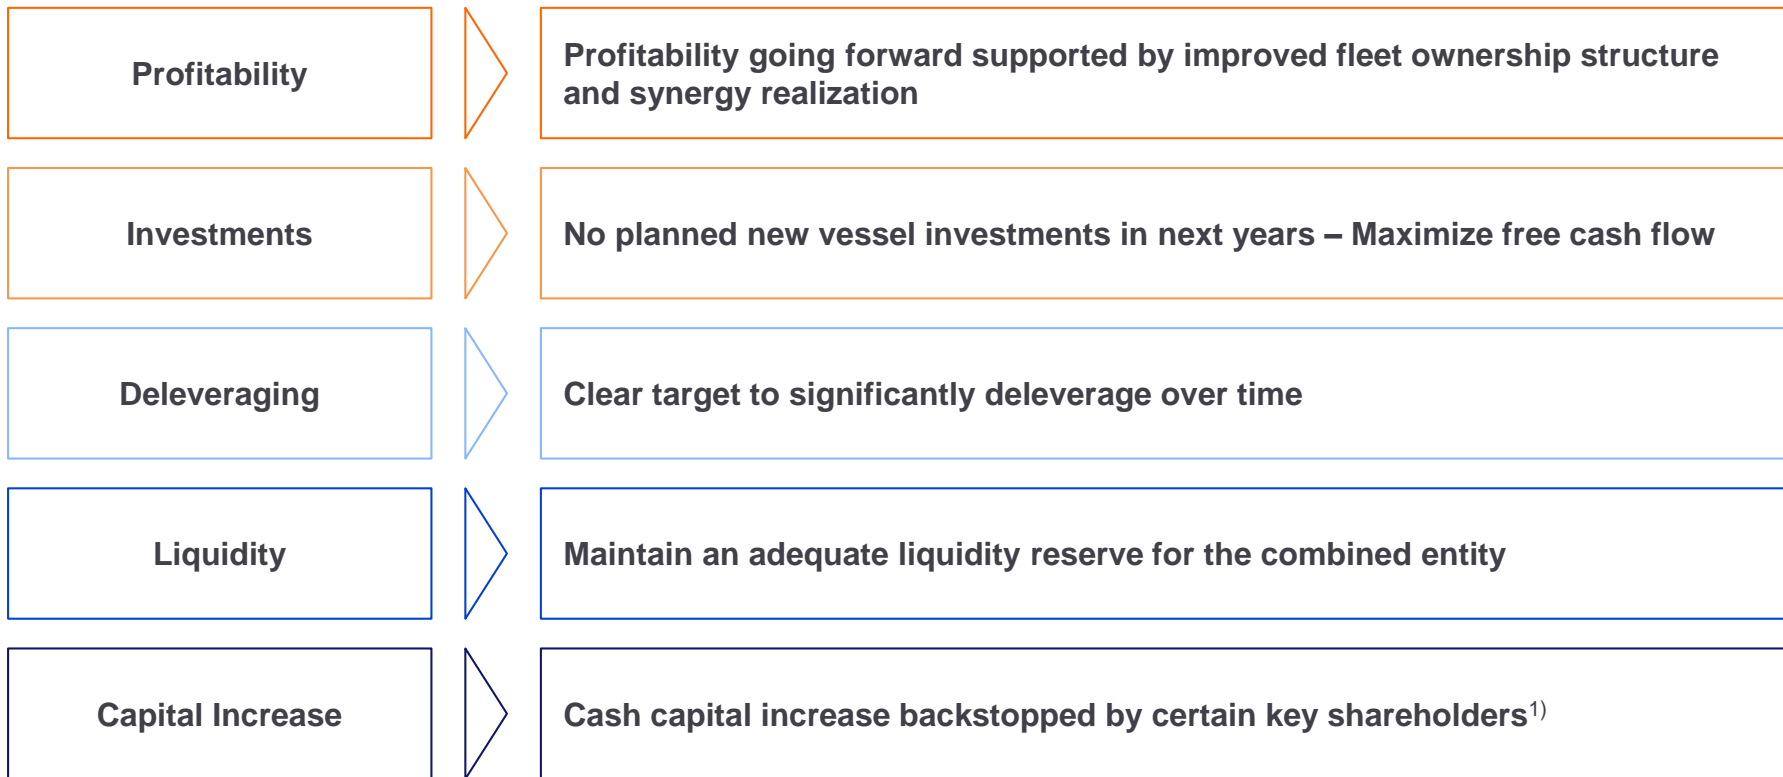 Profitability
Profitability going forward supported by improved fleet ownership structure
and synergy realization
Investments
No planned new vessel investments in next years – Maximize free cash flow
Deleveraging
Clear target to significantly deleverage over time
Liquidity
Maintain an adequate liquidity reserve for the combined entity
Capital Increase
Cash capital increase backstopped by certain key shareholders1)